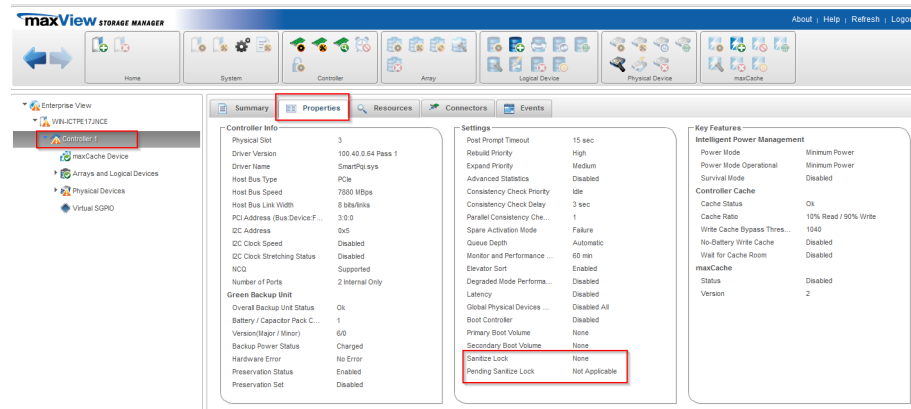 maxView STORAGE MANAGER
About | Help | Refresh |
Home
System
Controller
Array
Logical Device
Physical Device
maxCache
Enterprise View
WIN-ICTPE17JNCE
Controller 1
maxCache Device
Arrays and Logical Devices
Physical Devices
Virtual SGPIO
Summary Properties Resources Connectors Events
Controller Info
Physical Slot 3
Driver Version 100.40.0.64 Pass 1
Driver Name SmartPqi.sys
Host Bus Type PCIe
Host Bus Speed 7880 MBps
Host Bus Link Width 8 bits/links
PCI Address (Bus:Device:F... 3:0:0
I2C Address 0x5
I2C Clock Speed Disabled
I2C Clock Stretching Status Disabled
NCQ Supported
Number of Ports 2 Internal Only
Green Backup Unit
Overall Backup Unit Status Ok
Battery / Capacitor Pack C... 1
Version(Major / Minor) 6/0
Backup Power Status Charged
Hardware Error No Error
Preservation Status Enabled
Preservation Set Disabled
Settings
Post Prompt Timeout 15 sec
Rebuild Priority High
Expand Priority Medium
Advanced Statistics Disabled
Consistency Check Priority Idle
Consistency Check Delay 3 sec
Parallel Consistency Che... 1
Spare Activation Mode Failure
Queue Depth Automatic
Monitor and Performance ... 60 min
Elevator Sort Enabled
Degraded Mode Performa... Disabled
Latency Disabled
Global Physical Devices ... Disabled All
Boot Controller Disabled
Primary Boot Volume None
Secondary Boot Volume None
Sanitize Lock None
Pending Sanitize Lock Not Applicable
Key Features
Intelligent Power Management
Power Mode Minimum Power
Power Mode Operational Minimum Power
Survival Mode Disabled
Controller Cache
Cache Status Ok
Cache Ratio 10% Read / 90% Write
Write Cache Bypass Thres... 1040
No-Battery Write Cache Disabled
Wait for Cache Room Disabled
maxCache
Status Disabled
Version 2